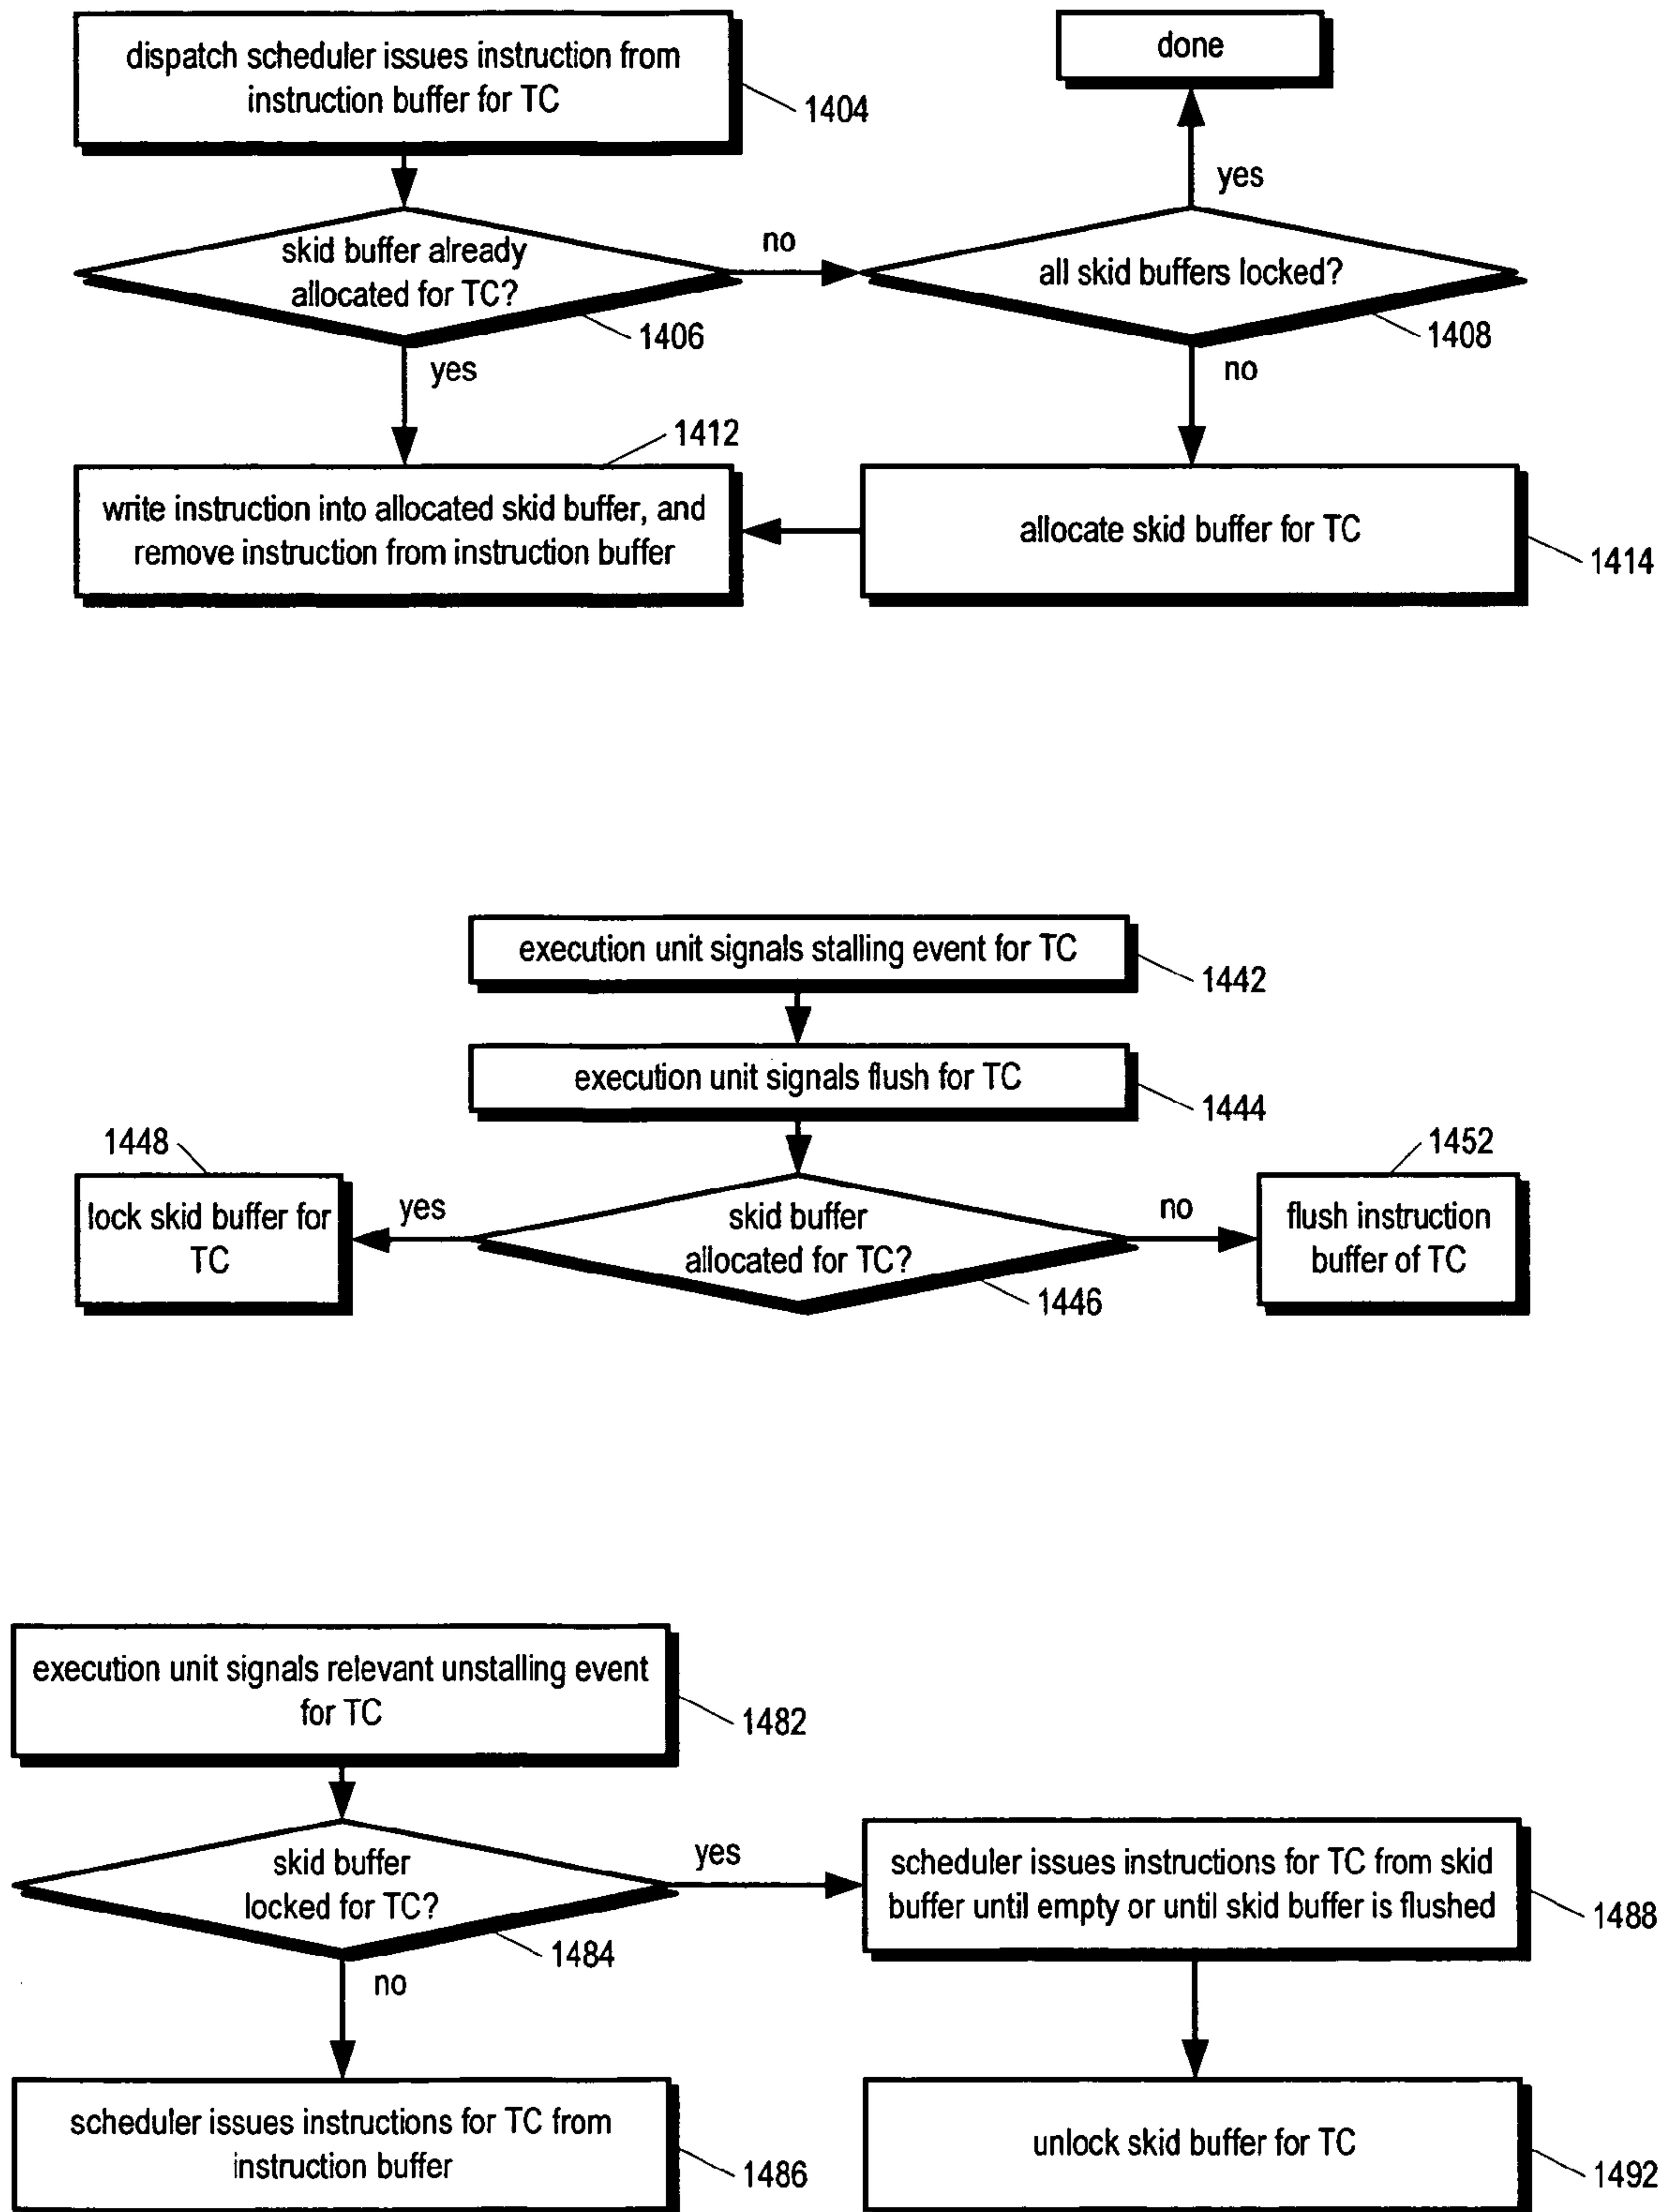 dispatch scheduler issues instruction from
instruction buffer for TC
1404
done
yes
skid buffer already
allocated for TC?
1406
no
all skid buffers locked?
1408
yes
no
1412
write instruction into allocated skid buffer, and
remove instruction from instruction buffer
allocate skid buffer for TC
1414
execution unit signals stalling event for TC
1442
execution unit signals flush for TC
1444
1448
lock skid buffer for
TC
yes
skid buffer
allocated for TC?
1446
no
1452
flush instruction
buffer of TC
execution unit signals relevant unstalling event
for TC
1482
skid buffer
locked for TC?
1484
yes
scheduler issues instructions for TC from skid
buffer until empty or until skid buffer is flushed
1488
no
scheduler issues instructions for TC from
instruction buffer
1486
unlock skid buffer for TC
1492